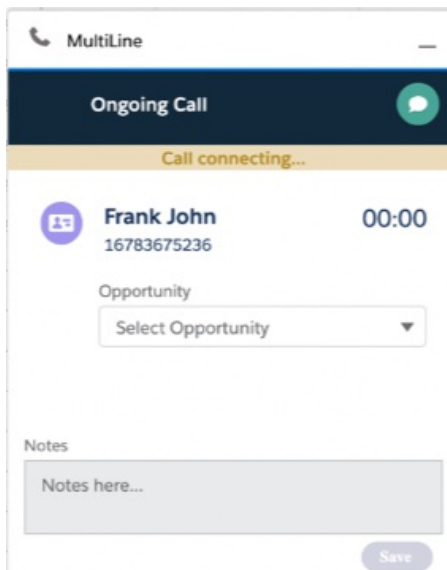 MultiLine
Ongoing Call
Call connecting...
Frank John 00:00
16783675236
Opportunity
Select Opportunity
Notes
Notes here...
Save